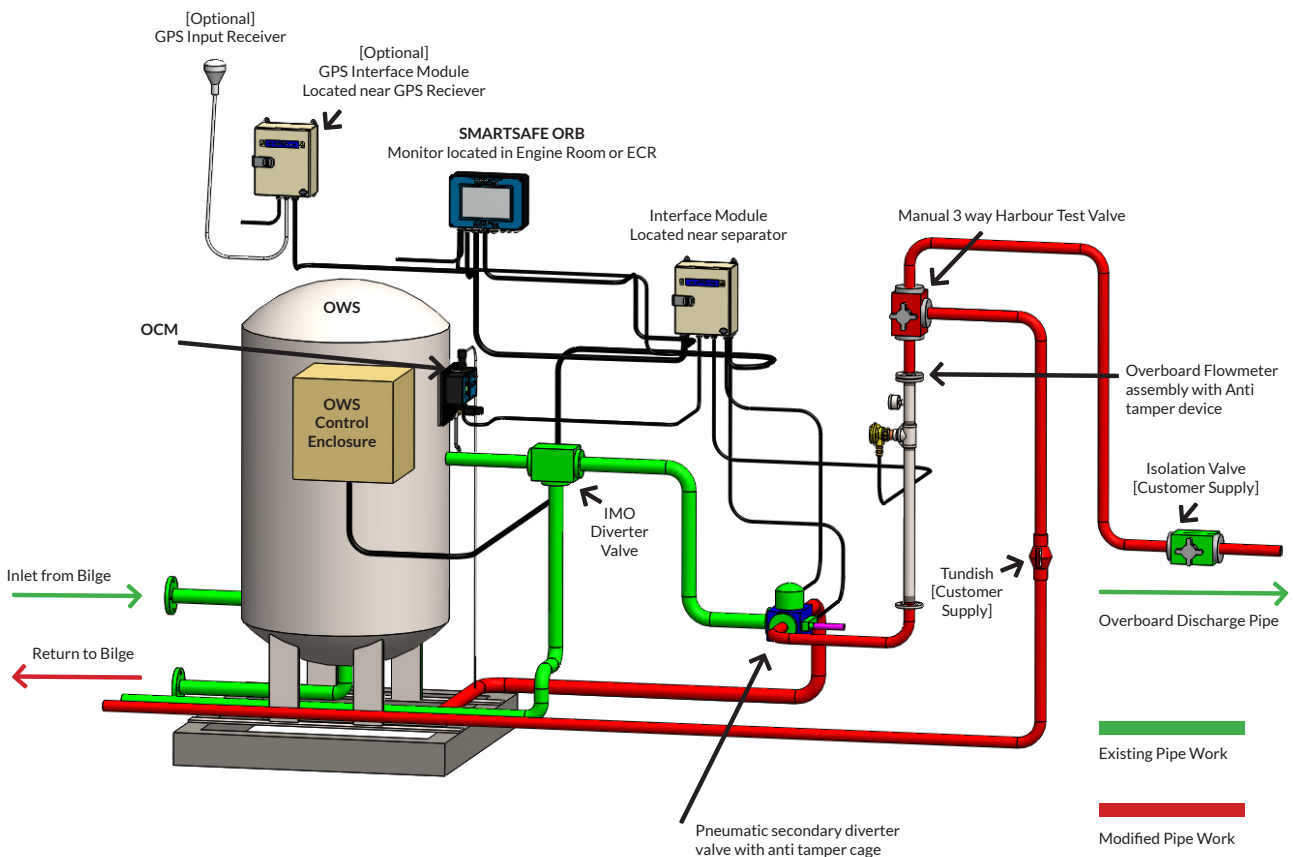 [Optional]
GPS Input Receiver
[Optional]
GPS Interface Module
Located near GPS Reciever
SMARTSAFE ORB
Monitor located in Engine Room or ECR
Interface Module
Located near separator
Manual 3 way Harbour Test Valve
OWS
OCM
OWS
Control
Enclosure
Overboard Flowmeter
assembly with Anti
tamper device
Isolation Valve
[Customer Supply]
IMO
Diverter
Valve
Inlet from Bilge
Tundish
[Customer
Supply]
Overboard Discharge Pipe
Return to Bilge
Existing Pipe Work
Pneumatic secondary diverter
valve with anti tamper cage
Modified Pipe Work